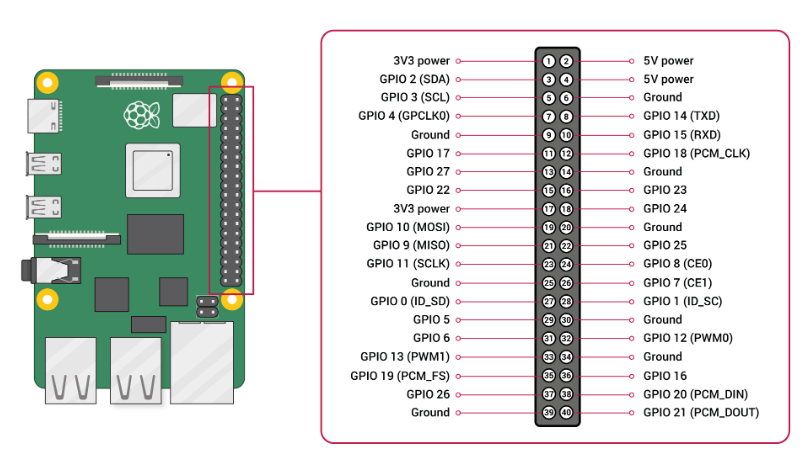 3V3 power 1 2 5V power
GPIO 2 (SDA) 3 4 5V power
GPIO 3 (SCL) 5 6 Ground
GPIO 4 (GPCLK0) 7 8 GPIO 14 (TXD)
Ground 9 10 GPIO 15 (RXD)
GPIO 17 11 12 GPIO 18 (PCM_CLK)
GPIO 27 13 14 Ground
GPIO 22 15 16 GPIO 23
3V3 power 17 18 GPIO 24
GPIO 10 (MOSI) 19 20 Ground
GPIO 9 (MISO) 21 22 GPIO 25
GPIO 11 (SCLK) 23 24 GPIO 8 (CE0)
Ground 25 26 GPIO 7 (CE1)
GPIO 0 (ID_SD) 27 28 GPIO 1 (ID_SC)
GPIO 5 29 30 Ground
GPIO 6 31 32 GPIO 12 (PWM0)
GPIO 13 (PWM1) 33 34 Ground
GPIO 19 (PCM_FS) 35 36 GPIO 16
GPIO 26 37 38 GPIO 20 (PCM_DIN)
Ground 39 40 GPIO 21 (PCM_DOUT)